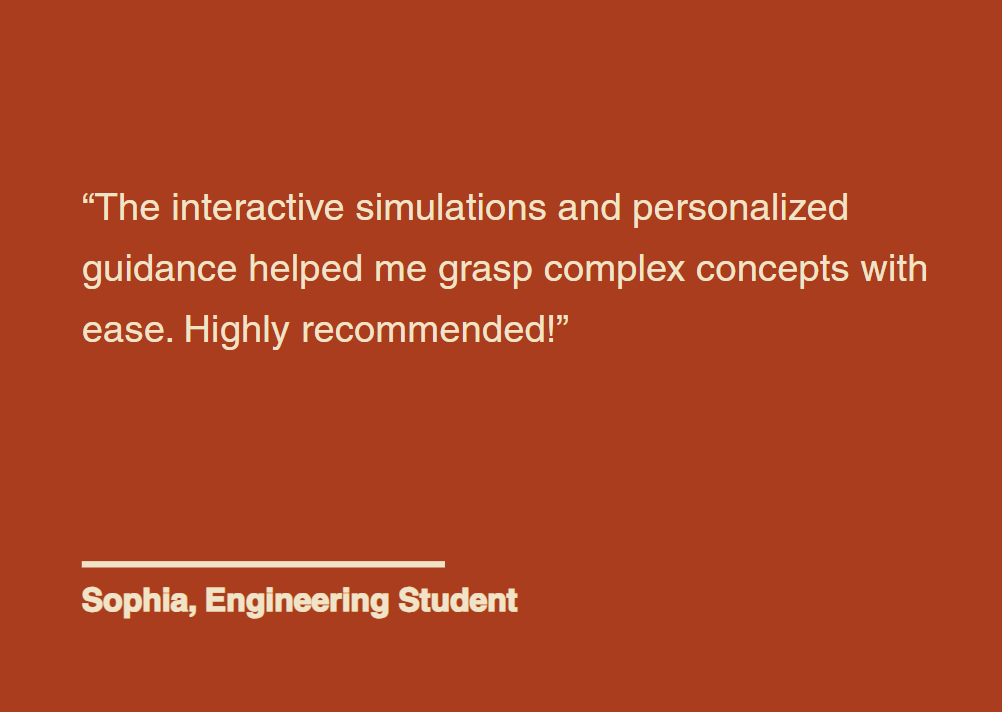 “The interactive simulations and personalized
guidance helped me grasp complex concepts with
ease. Highly recommended!”
Sophia, Engineering Student